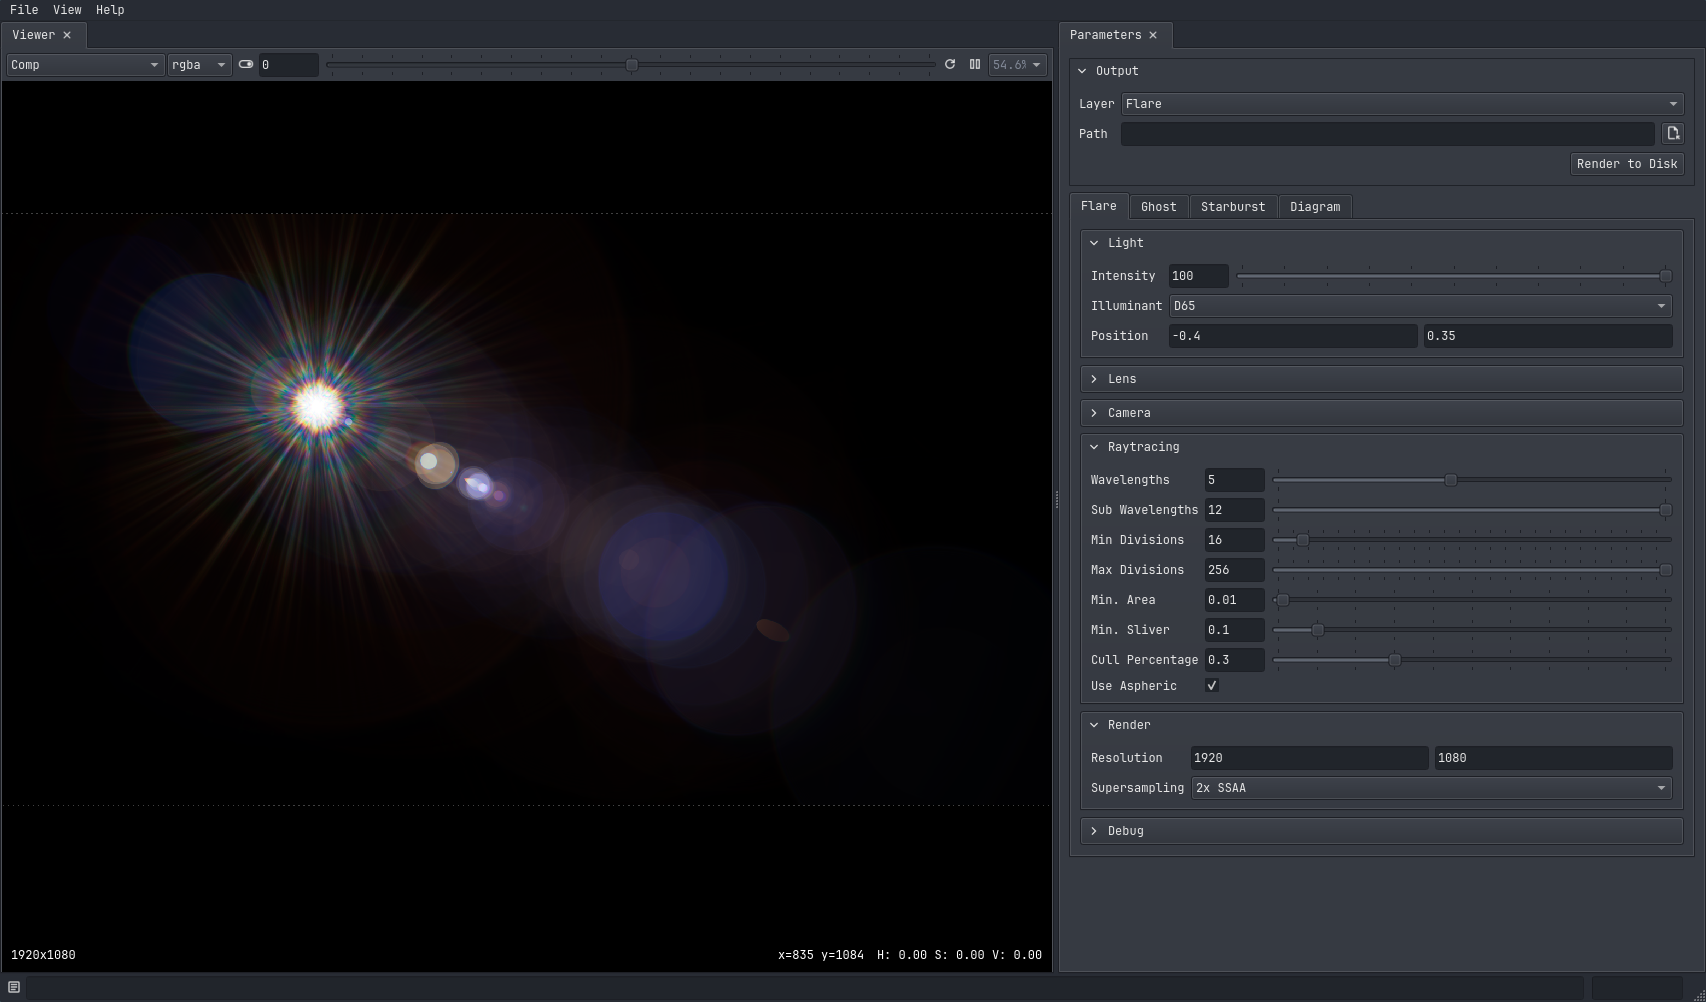 File View Help
Viewer
Comp rgba 0 54.6%
1920x1080
x=835 y=1084 H: 0.00 S: 0.00 V: 0.00
Parameters
Output
Layer Flare
Path
Render to Disk
Flare Ghost Starburst Diagram
Light
Intensity 100
Illuminant D65
Position -0.4 0.35
Lens
Camera
Raytracing
Wavelengths 5
Sub Wavelengths 12
Min Divisions 16
Max Divisions 256
Min. Area 0.01
Min. Sliver 0.1
Cull Percentage 0.3
Use Aspheric
Render
Resolution 1920 1080
Supersampling 2x SSAA
Debug